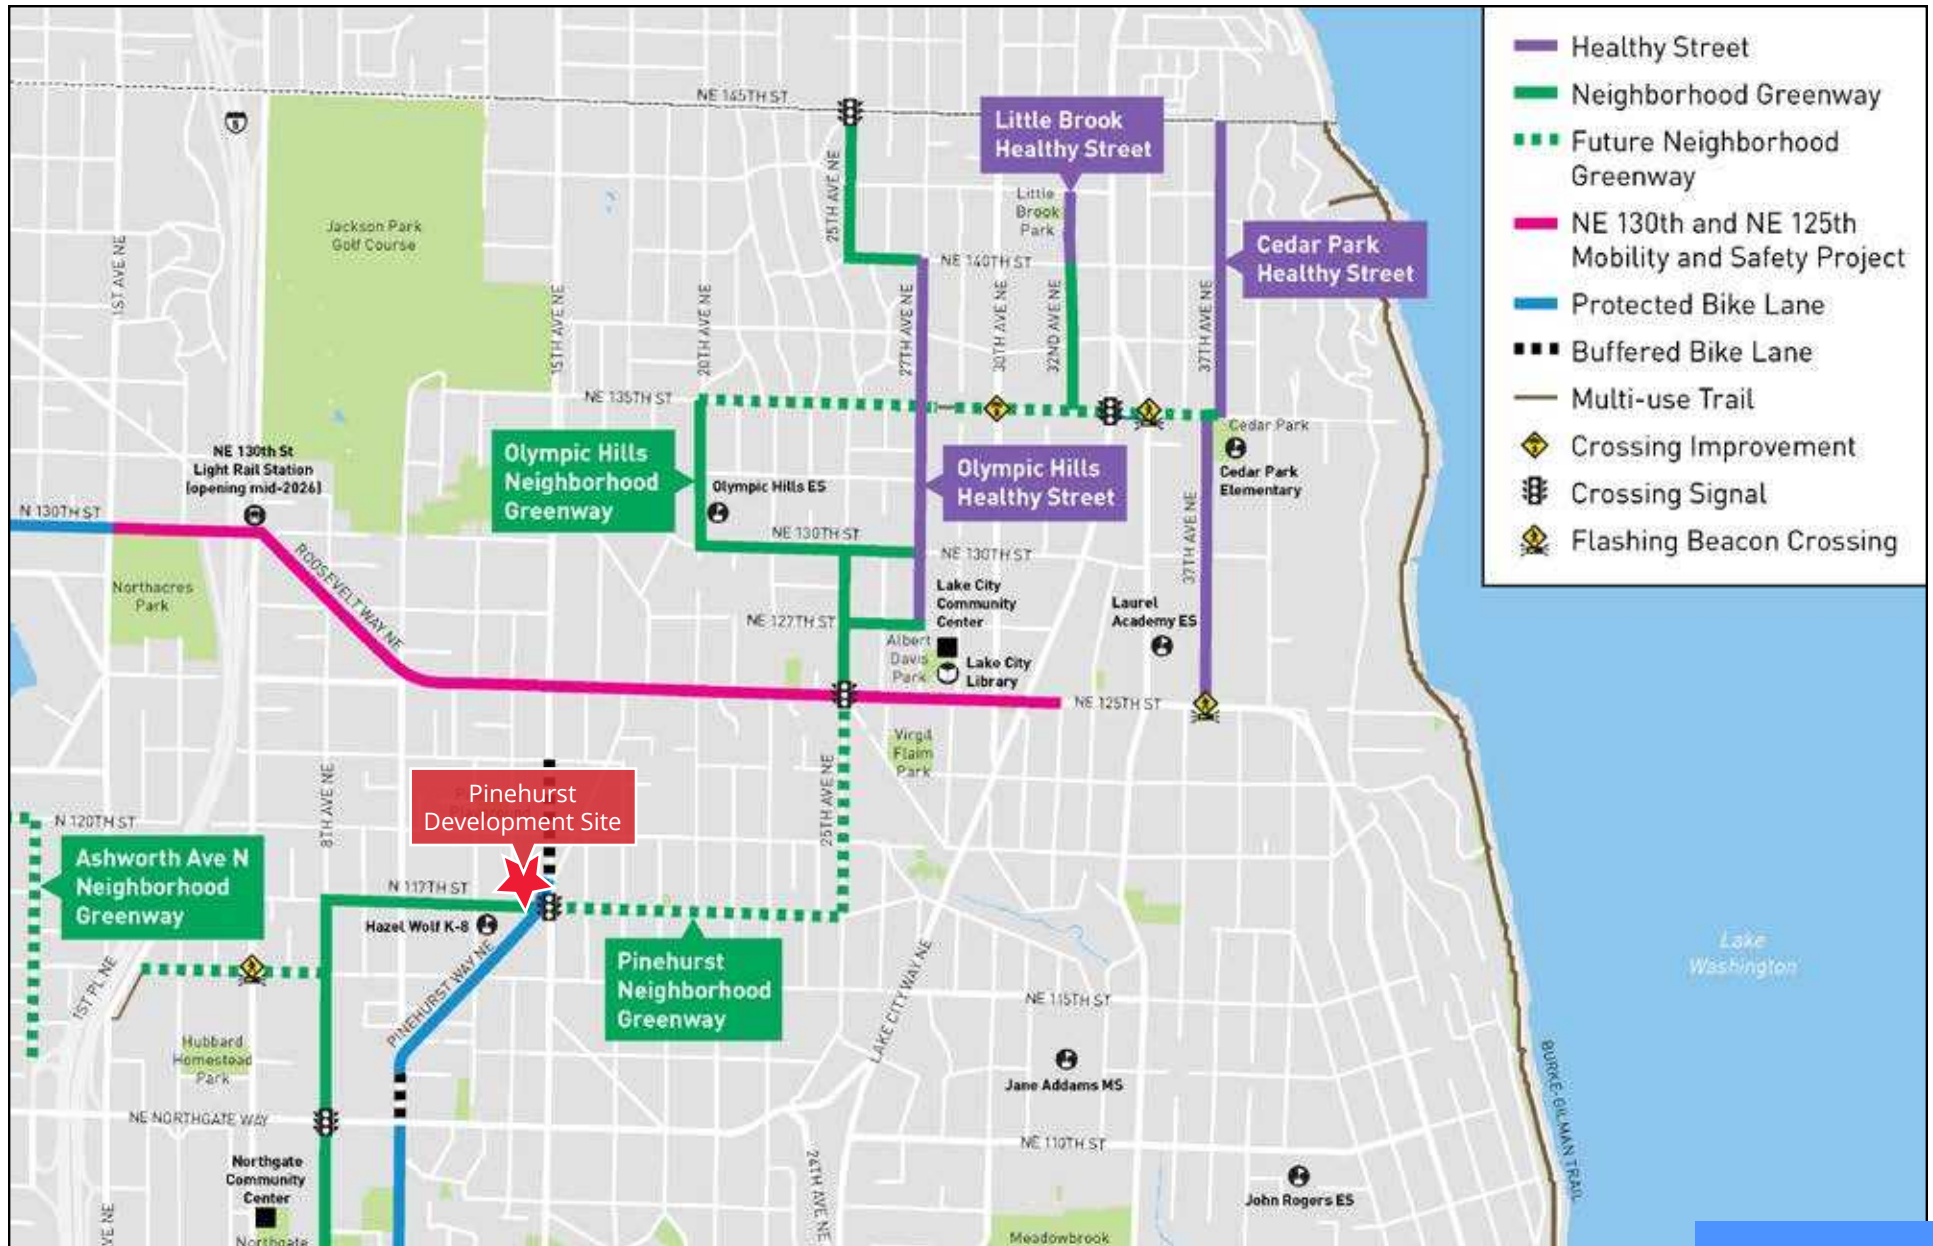 Healthy Street
Neighborhood Greenway
Future Neighborhood
Greenway
NE 130th and NE 125th
Mobility and Safety Project
Protected Bike Lane
Buffered Bike Lane
Multi-use Trail
Crossing Improvement
Crossing Signal
Flashing Beacon Crossing
NE 145TH ST
5
Little Brook
Healthy Street
25TH AVE NE
Little
Brook
Park
Jackson Park
Golf Course
1ST AVE NE
Cedar Park
Healthy Street
NE 140TH ST
15TH AVE NE
20TH AVE NE
27TH AVE NE
30TH AVE NE
32ND AVE NE
37TH AVE NE
NE 135TH ST
Cedar Park
Cedar Park
Elementary
NE 130th St
Light Rail Station
(opening mid-2026)
Olympic Hills
Neighborhood
Greenway
Olympic Hills ES
Olympic Hills
Healthy Street
N 130TH ST
NE 130TH ST
NE 130TH ST
37TH AVE NE
ROOSEVELT WAY NE
Northacres
Park
Lake City
Community
Center
Laurel
Academy ES
NE 127TH ST
Albert
Davis
Park
Lake City
Library
NE 125TH ST
Virgil
Flaim
Park
8TH AVE NE
25TH AVE NE
Pinehurst
Development Site
N 120TH ST
Ashworth Ave N
Neighborhood
Greenway
N 117TH ST
Hazel Wolf K-8
Pinehurst
Neighborhood
Greenway
1ST PL NE
PINEHURST WAY NE
LAKE CITY WAY NE
Lake
Washington
NE 115TH ST
Hubbard
Homestead
Park
Jane Addams MS
BURKE-GILMAN TRAIL
NE NORTHGATE WAY
NE 110TH ST
Northgate
Community
Center
24TH AVE NE
John Rogers ES
VE NE
Northgate
Meadowbrook